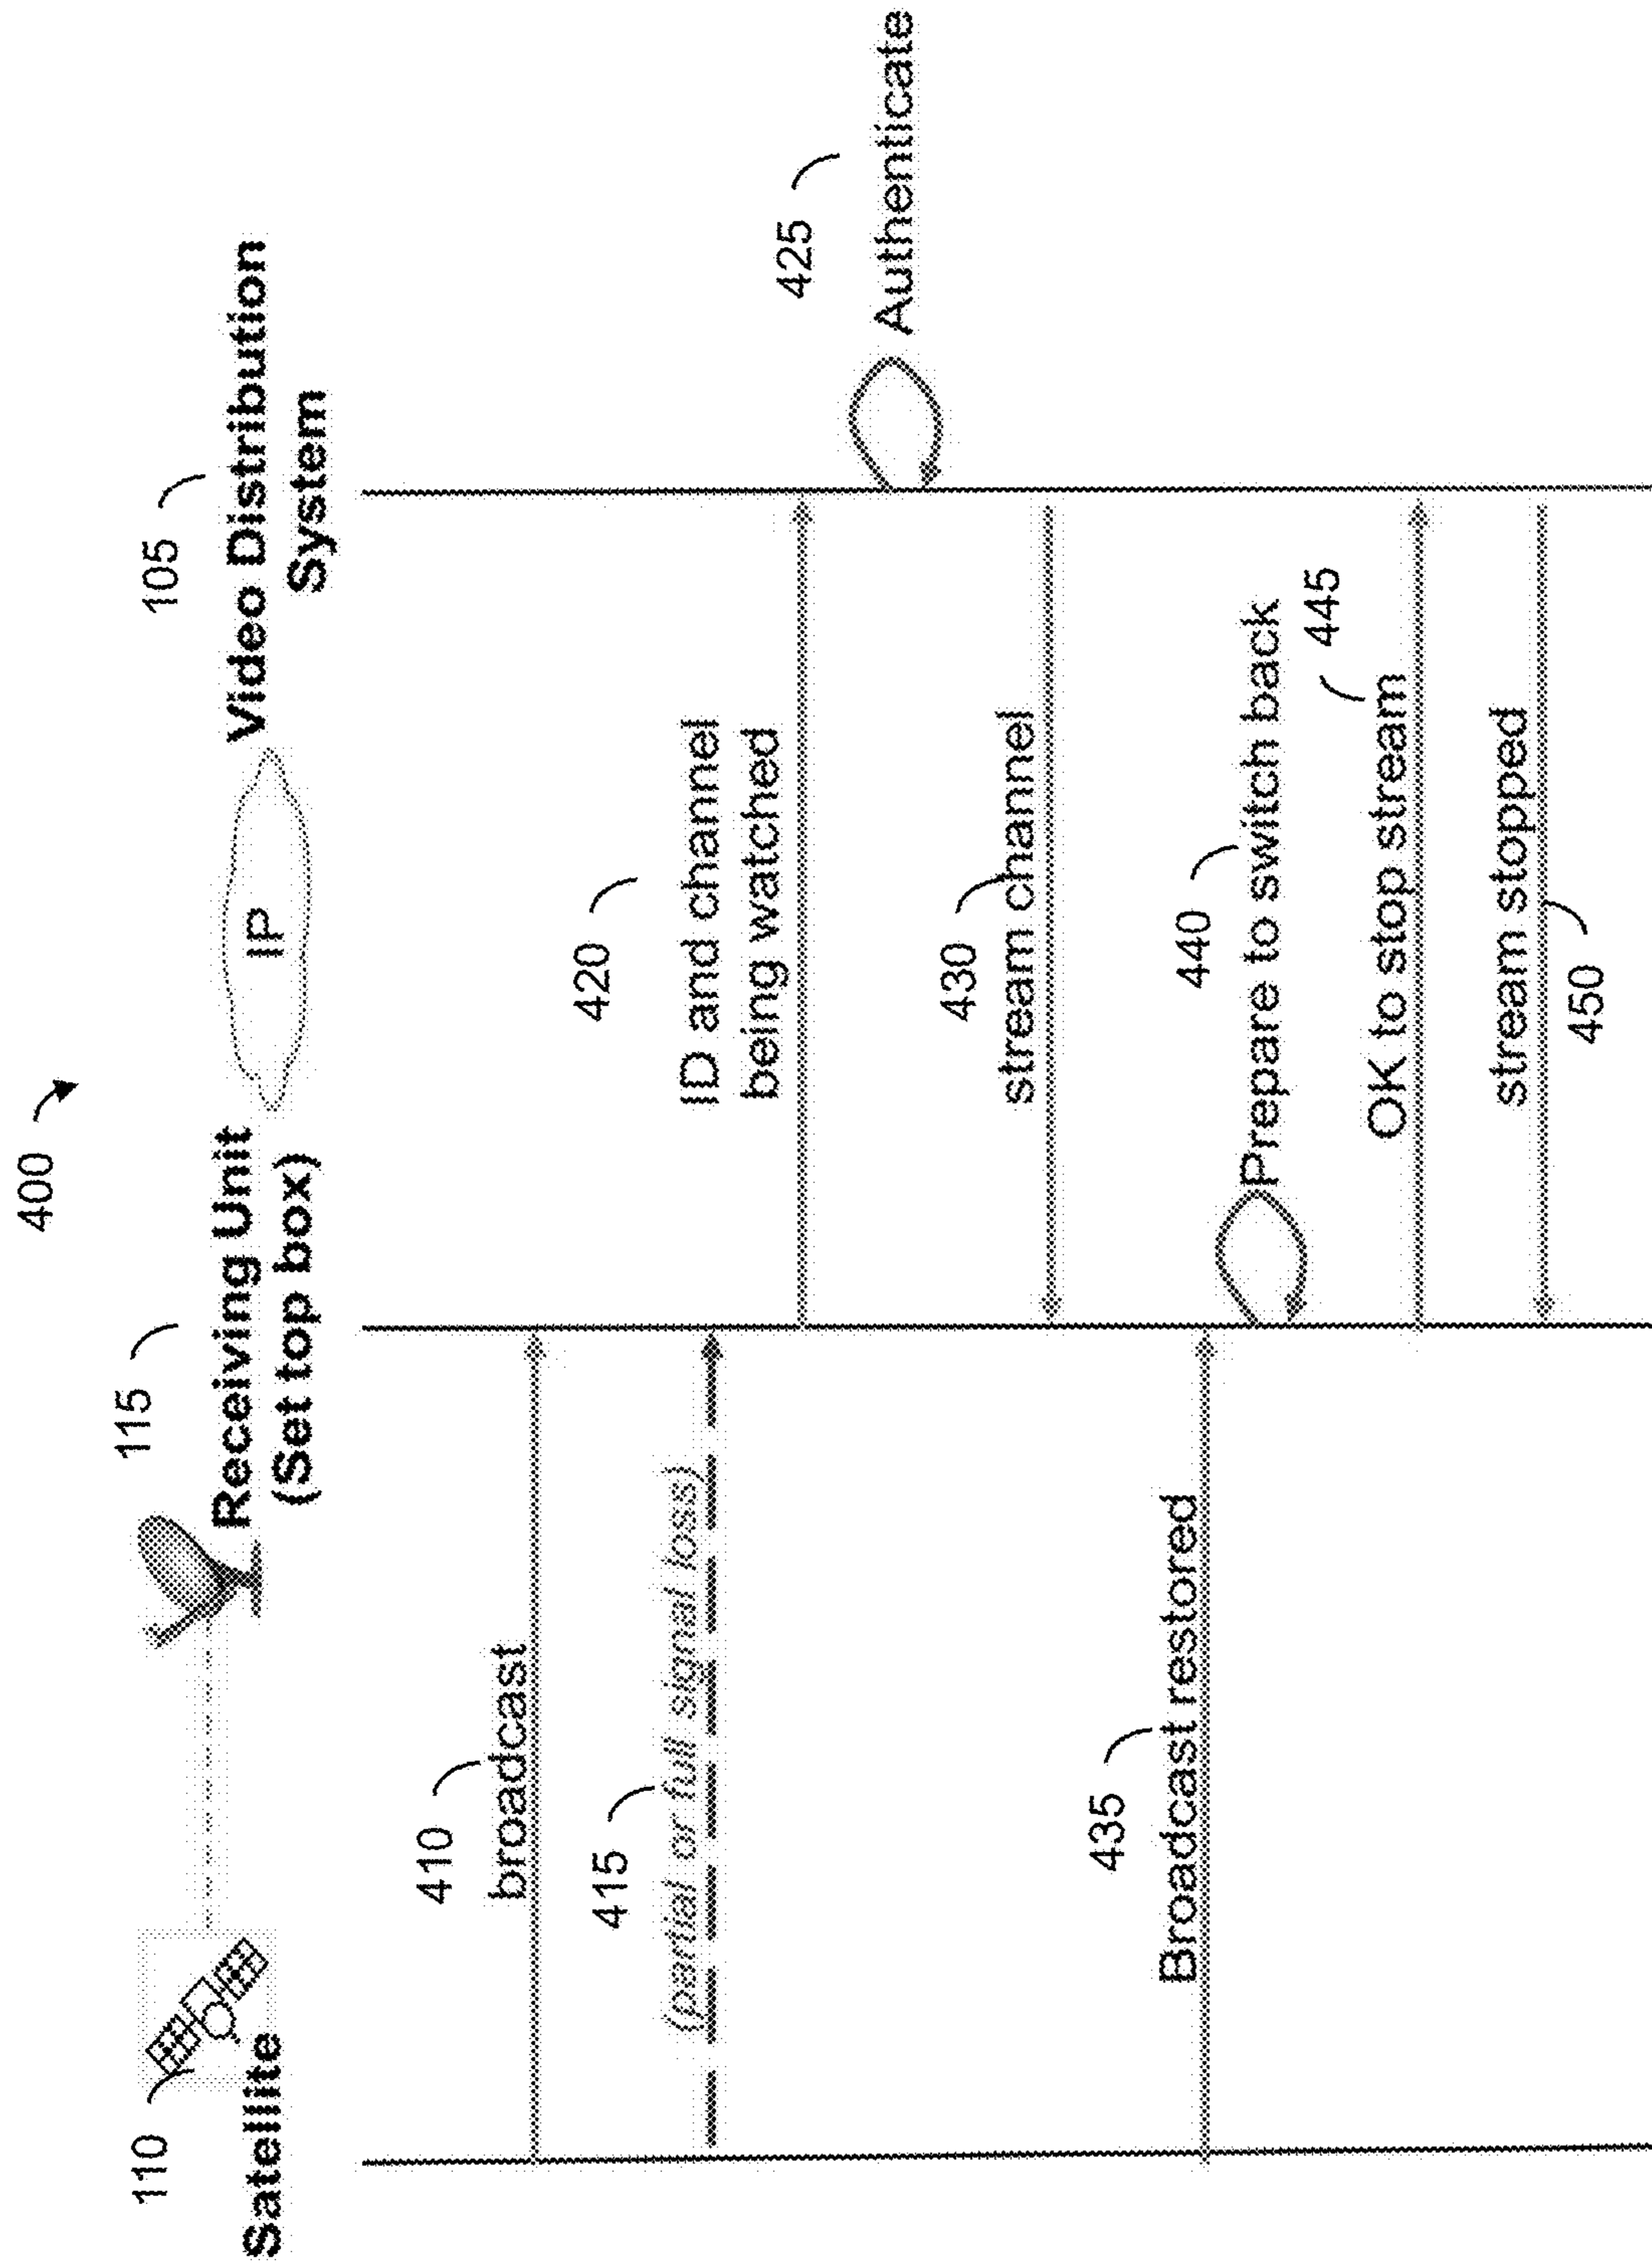 400
110
Satellite
115
Receiving Unit
(Set top box)
IP
105
Video Distribution
System
410
broadcast
415
(partial or full signal loss)
420
ID and channel
being watched
425
Authenticate
430
stream channel
435
Broadcast restored
440
Prepare to switch back
445
OK to stop stream
stream stopped
450